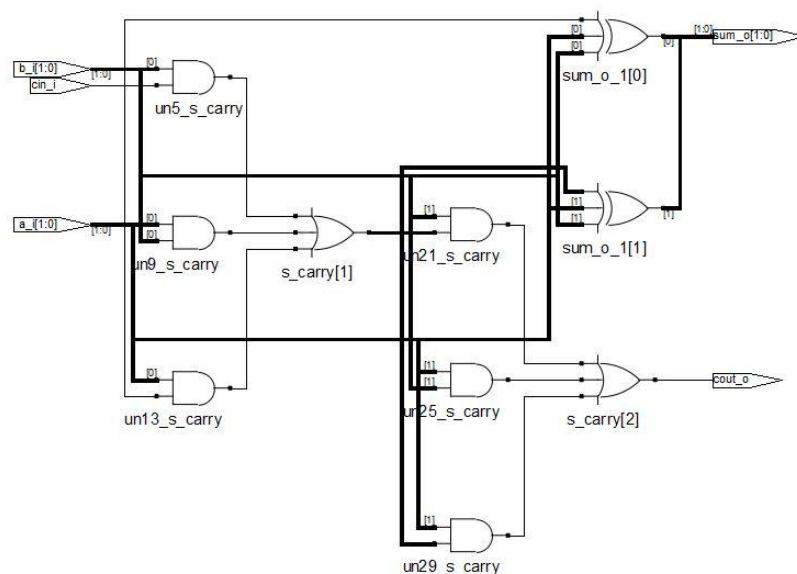 [1:0]
sum_o[1:0]
[0]
[0]
[0]
sum_o_1[0]
b_i[1:0]
[1:0]
[0]
cin_i
un5_s_carry
a_i[1:0]
[1:0]
[0]
[0]
un9_s_carry
s_carry[1]
[1]
un21_s_carry
[1]
[1]
[1]
sum_o_1[1]
[0]
un13_s_carry
[1]
[1]
un25_s_carry
s_carry[2]
cout_o
[1]
un29_s_carry